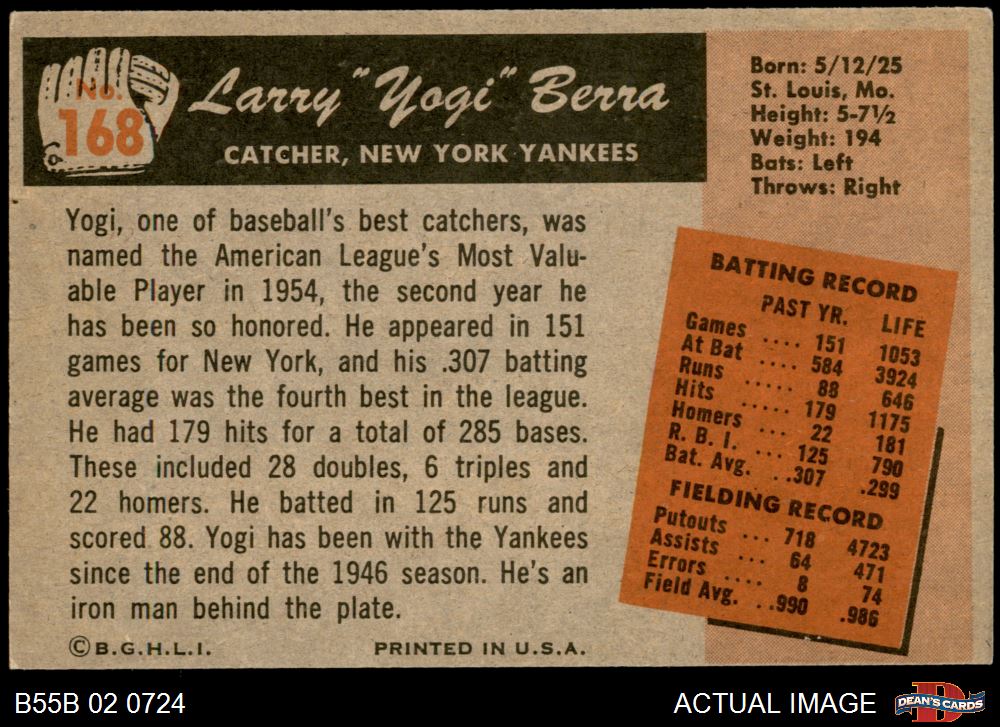 No.
168
Larry "Yogi" Berra
CATCHER, NEW YORK YANKEES
Born: 5/12/25
St. Louis, Mo.
Height: 5-7½
Weight: 194
Bats: Left
Throws: Right
Yogi, one of baseball's best catchers, was
named the American League's Most Valu-
able Player in 1954, the second year he
has been so honored. He appeared in 151
games for New York, and his .307 batting
average was the fourth best in the league.
He had 179 hits for a total of 285 bases.
These included 28 doubles, 6 triples and
22 homers. He batted in 125 runs and
scored 88. Yogi has been with the Yankees
since the end of the 1946 season. He's an
iron man behind the plate.
BATTING RECORD
PAST YR. LIFE
Games .... 151 1053
At Bat .... 584 3924
Runs ..... 88 646
Hits ..... 179 1175
Homers ... 22 181
R. B. I. ... 125 790
Bat. Avg. . .307 .299
FIELDING RECORD
Putouts ... 718 4723
Assists ... 64 471
Errors .... 8 74
Field Avg. . .990 .986
© B.G.H.L.I. PRINTED IN U.S.A.
B55B 02 0724 ACTUAL IMAGE
D
DEAN'S CARDS